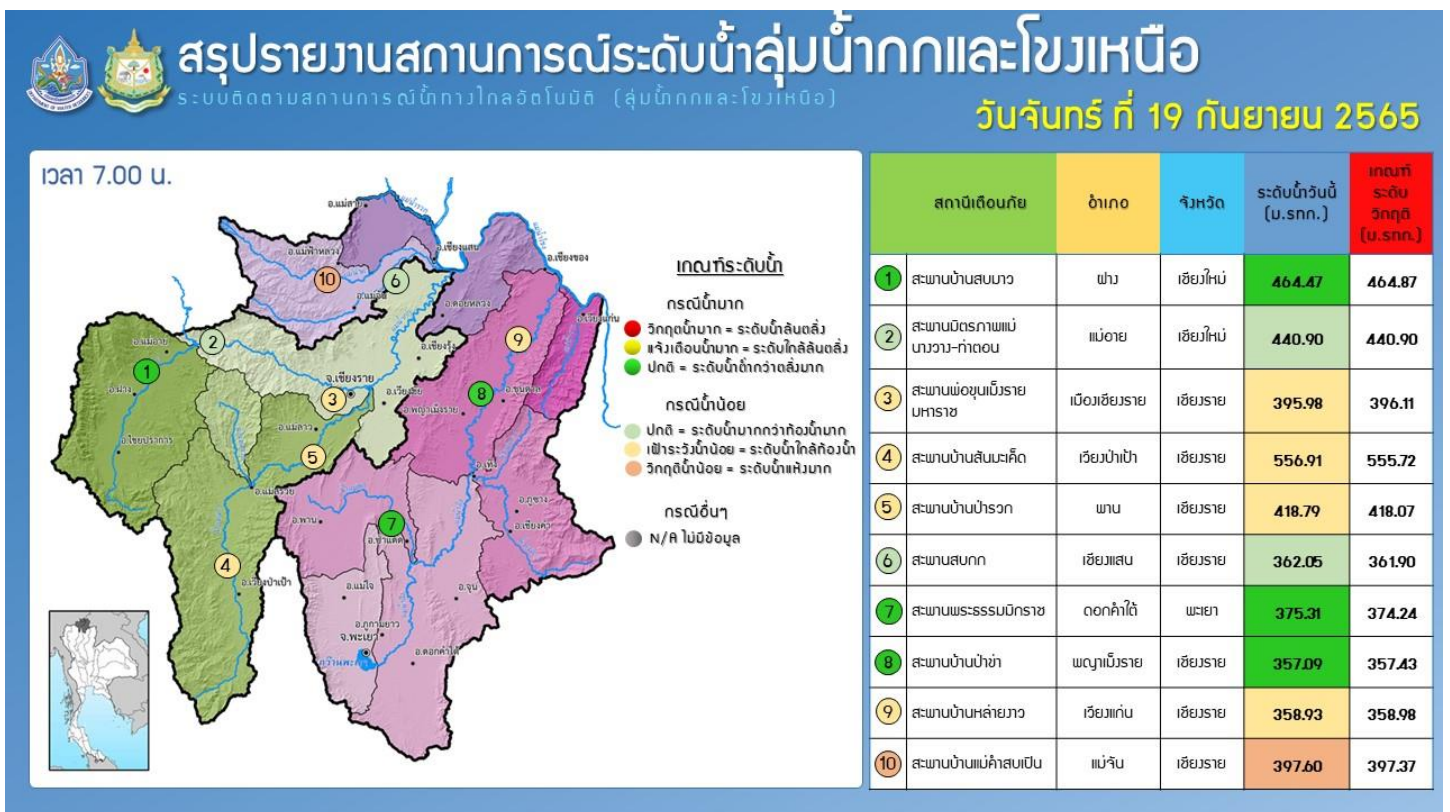 สรุปรายงานสถานการณ์ระดับน้ำลุ่มน้ำกกและโขงเหนือ
ระบบติดตามสถานการณ์น้ำทางไกลอัตโนมัติ (ลุ่มน้ำกกและโขงเหนือ)
วันจันทร์ ที่ 19 กันยายน 2565
เวลา 7.00 น.
อ.แม่สาย
แม่น้ำรวก
แม่น้ำโขง
อ.แม่ฟ้าหลวง
อ.เชียงแสน
อ.เชียงของ
10
6
อ.แม่จัน
อ.ดอยหลวง
อ.เวียงแก่น
9
2
อ.แม่อาย
อ.เชียงรุ้ง
1
จ.เชียงราย
3
อ.เวียงชัย
8
อ.ขุนตาล
อ.ฝาง
อ.พญาเม็งราย
อ.แม่ลาว
อ.ไชยปราการ
5
อ.เทิง
อ.แม่สรวย
อ.ภูซาง
อ.พาน
7
อ.เชียงคำ
อ.ป่าแดด
4
อ.เวียงป่าเป้า
อ.แม่ใจ
อ.จุน
อ.ภูกามยาว
จ.พะเยา
อ.ดอกคำใต้
กว๊านพะเยา
เกณฑ์ระดับน้ำ
กรณีน้ำมาก
วิกฤตน้ำมาก = ระดับน้ำล้นตลิ่ง
แจ้งเตือนน้ำมาก = ระดับใกล้ล้นตลิ่ง
ปกติ = ระดับน้ำต่ำกว่าตลิ่งมาก
กรณีน้ำน้อย
ปกติ = ระดับน้ำมากกว่าท้องน้ำมาก
เฝ้าระวังน้ำน้อย = ระดับน้ำใกล้ท้องน้ำ
วิกฤติน้ำน้อย = ระดับน้ำแห้งมาก
กรณีอื่นๆ
N/A ไม่มีข้อมูล
สถานีเตือนภัย อำเภอ จังหวัด ระดับน้ำวันนี้ (ม.รทก.) เกณฑ์ระดับวิกฤติ (ม.รทก.)
1 สะพานบ้านสบมาว ฝาง เชียงใหม่ 464.47 464.87
2 สะพานมิตรภาพแม่นาวาง-ท่าตอน แม่อาย เชียงใหม่ 440.90 440.90
3 สะพานพ่อขุนเม็งรายมหาราช เมืองเชียงราย เชียงราย 395.98 396.11
4 สะพานบ้านสันมะเค็ด เวียงป่าเป้า เชียงราย 556.91 555.72
5 สะพานบ้านป่ารวก พาน เชียงราย 418.79 418.07
6 สะพานสบกก เชียงแสน เชียงราย 362.05 361.90
7 สะพานพระธรรมมิกราช ดอกคำใต้ พะเยา 375.31 374.24
8 สะพานบ้านป่าข่า พญาเม็งราย เชียงราย 357.09 357.43
9 สะพานบ้านหล่ายงาว เวียงแก่น เชียงราย 358.93 358.98
10 สะพานบ้านแม่คำสบเปิน แม่จัน เชียงราย 397.60 397.37